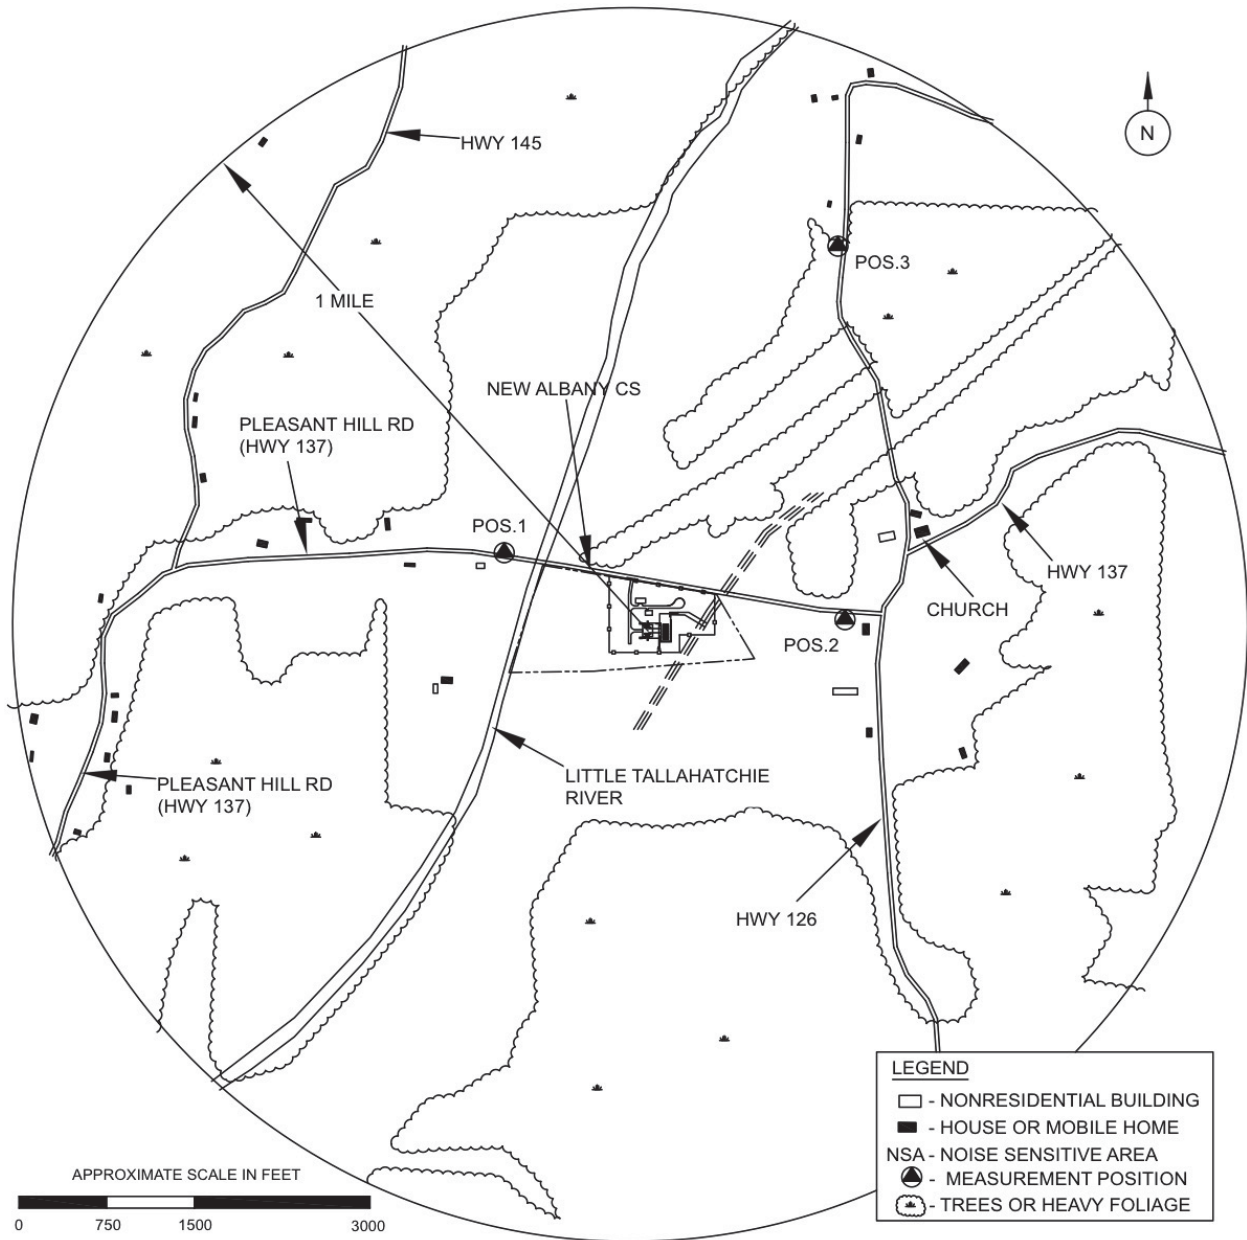 HWY 145
N
POS.3
1 MILE
NEW ALBANY CS
PLEASANT HILL RD
(HWY 137)
POS.1
HWY 137
CHURCH
POS.2
LITTLE TALLAHATCHIE
RIVER
PLEASANT HILL RD
(HWY 137)
HWY 126
LEGEND
- NONRESIDENTIAL BUILDING
- HOUSE OR MOBILE HOME
NSA - NOISE SENSITIVE AREA
- MEASUREMENT POSITION
- TREES OR HEAVY FOLIAGE
APPROXIMATE SCALE IN FEET
0 750 1500 3000